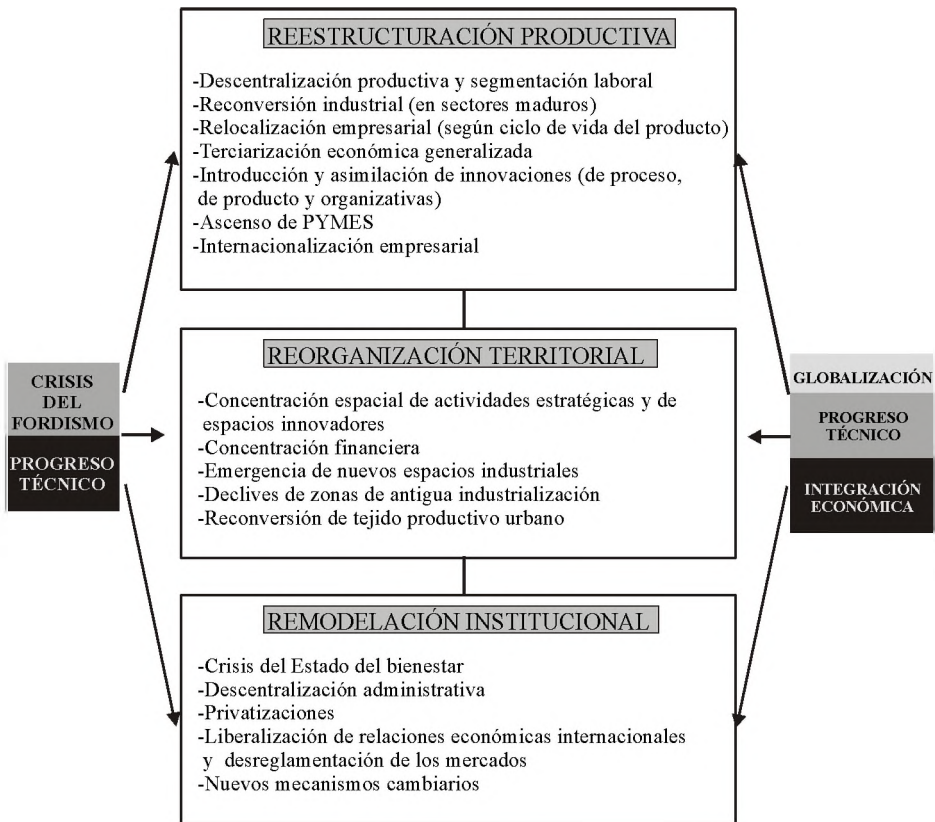 REESTRUCTURACIÓN PRODUCTIVA
-Descentralización productiva y segmentación laboral
-Reconversión industrial (en sectores maduros)
-Relocalización empresarial (según ciclo de vida del producto)
-Terciarización económica generalizada
-Introducción y asimilación de innovaciones (de proceso,
de producto y organizativas)
-Ascenso de PYMES
-Internacionalización empresarial
CRISIS
DEL
FORDISMO
PROGRESO
TÉCNICO
REORGANIZACIÓN TERRITORIAL
-Concentración espacial de actividades estratégicas y de
espacios innovadores
-Concentración financiera
-Emergencia de nuevos espacios industriales
-Declives de zonas de antigua industrialización
-Reconversión de tejido productivo urbano
GLOBALIZACIÓN
PROGRESO
TÉCNICO
INTEGRACIÓN
ECONÓMICA
REMODELACIÓN INSTITUCIONAL
-Crisis del Estado del bienestar
-Descentralización administrativa
-Privatizaciones
-Liberalización de relaciones económicas internacionales
y desreglamentación de los mercados
-Nuevos mecanismos cambiarios